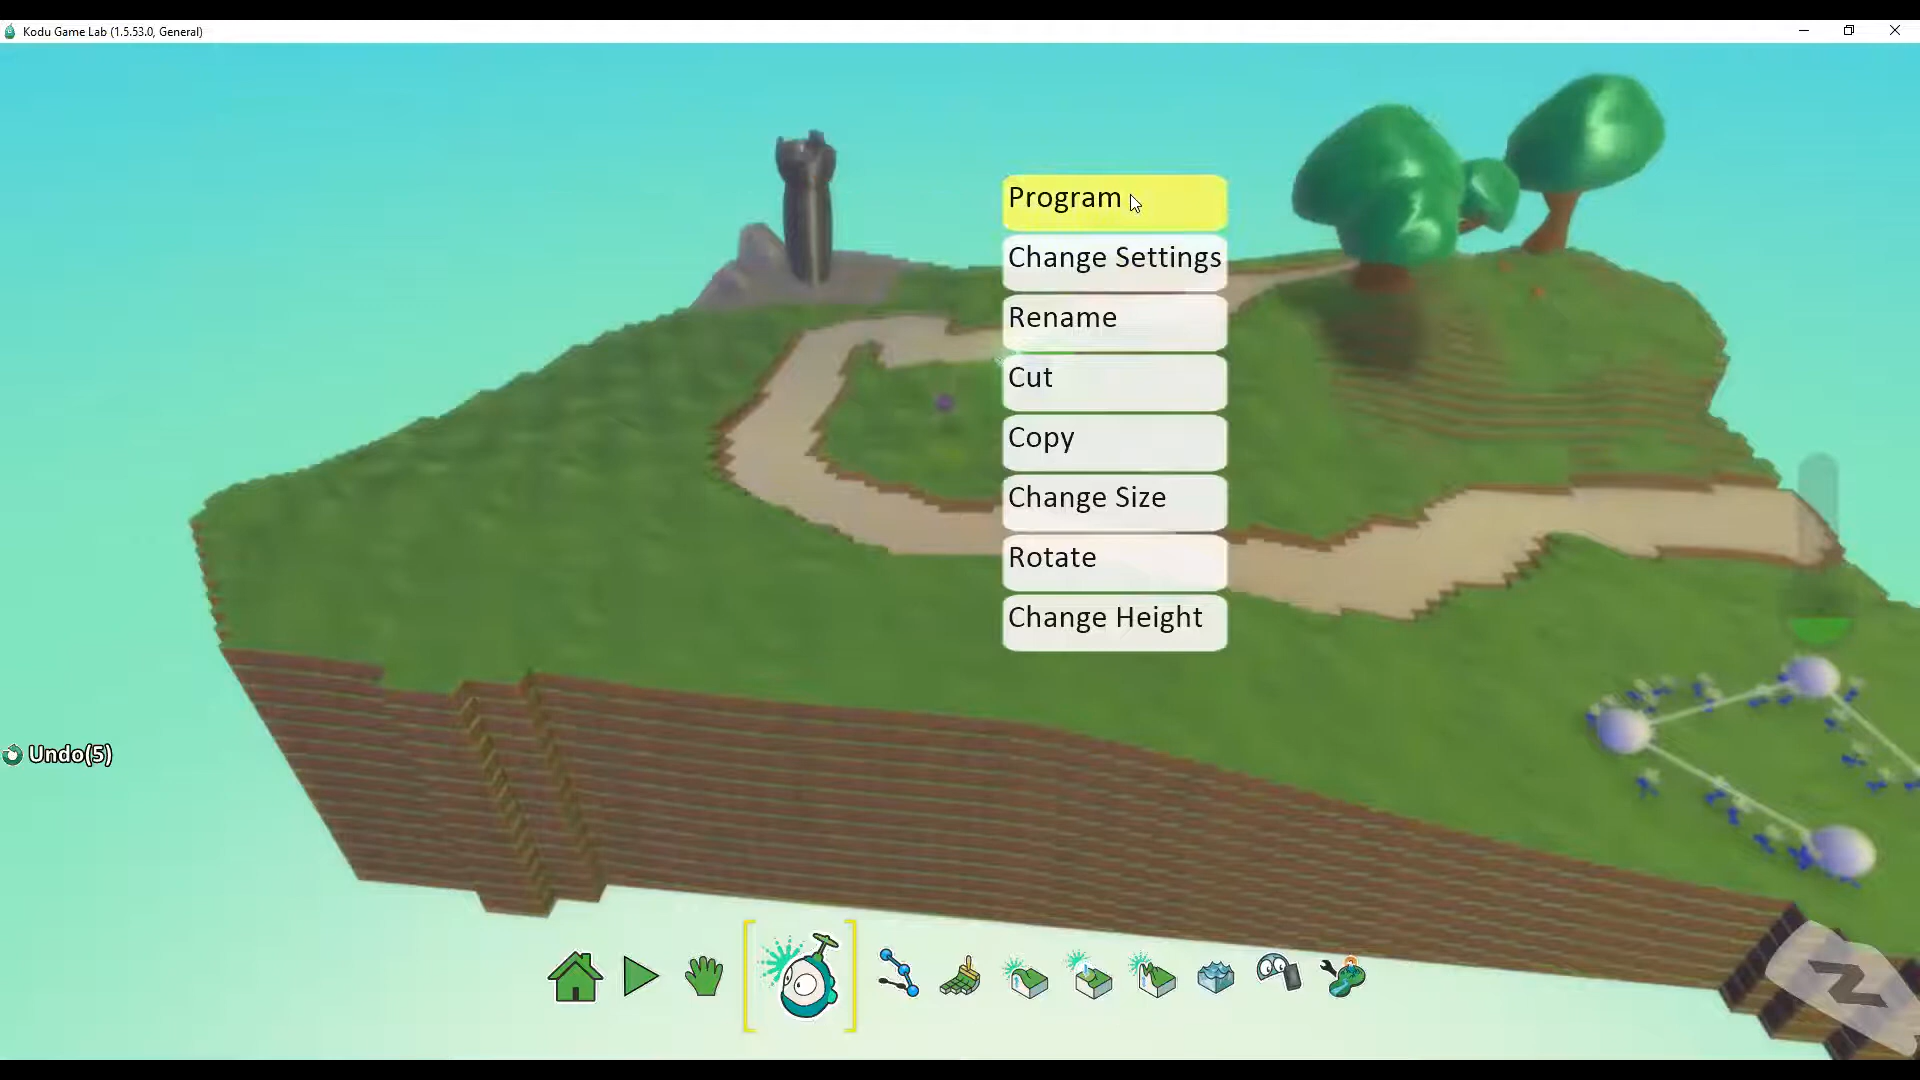 Kodu Game Lab (1.5.53.0, General)
Program
Change Settings
Rename
Cut
Copy
Change Size
Rotate
Change Height
Undo(5)
Z